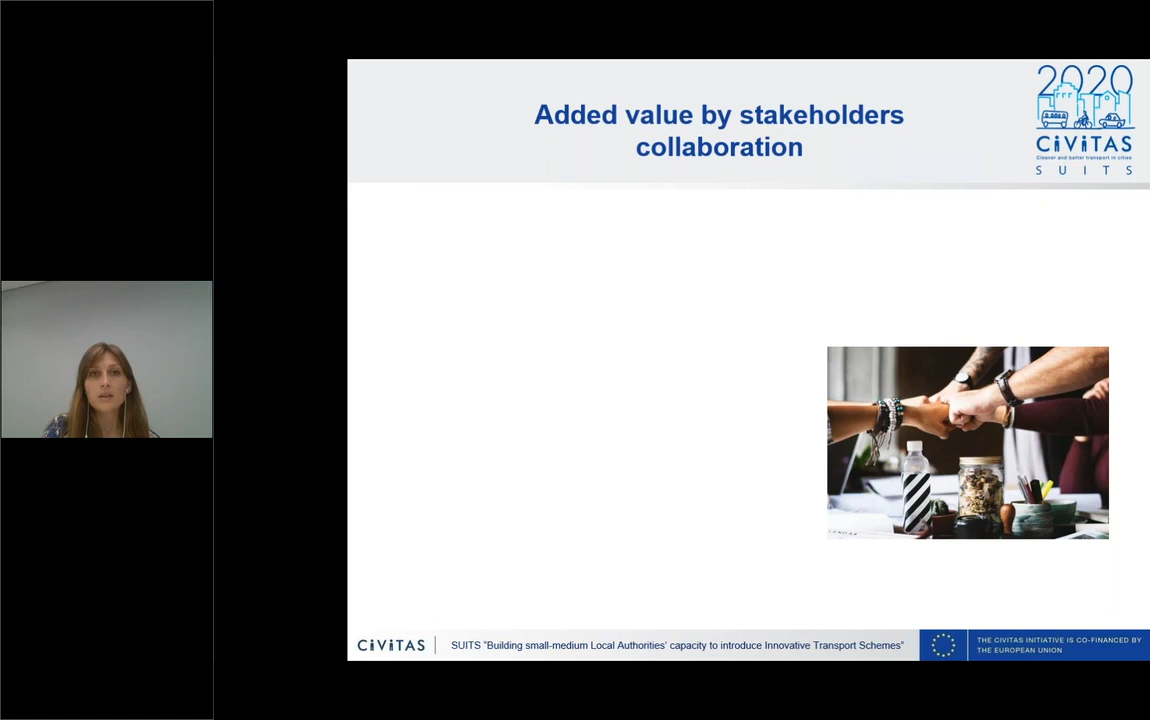 Added value by stakeholders
collaboration
2020
CiViTAS
Cleaner and better transport in cities
SUITS
CiViTAS
SUITS "Building small-medium Local Authorities' capacity to introduce Innovative Transport Schemes"
THE CIVITAS INITIATIVE IS CO-FINANCED BY
THE EUROPEAN UNION